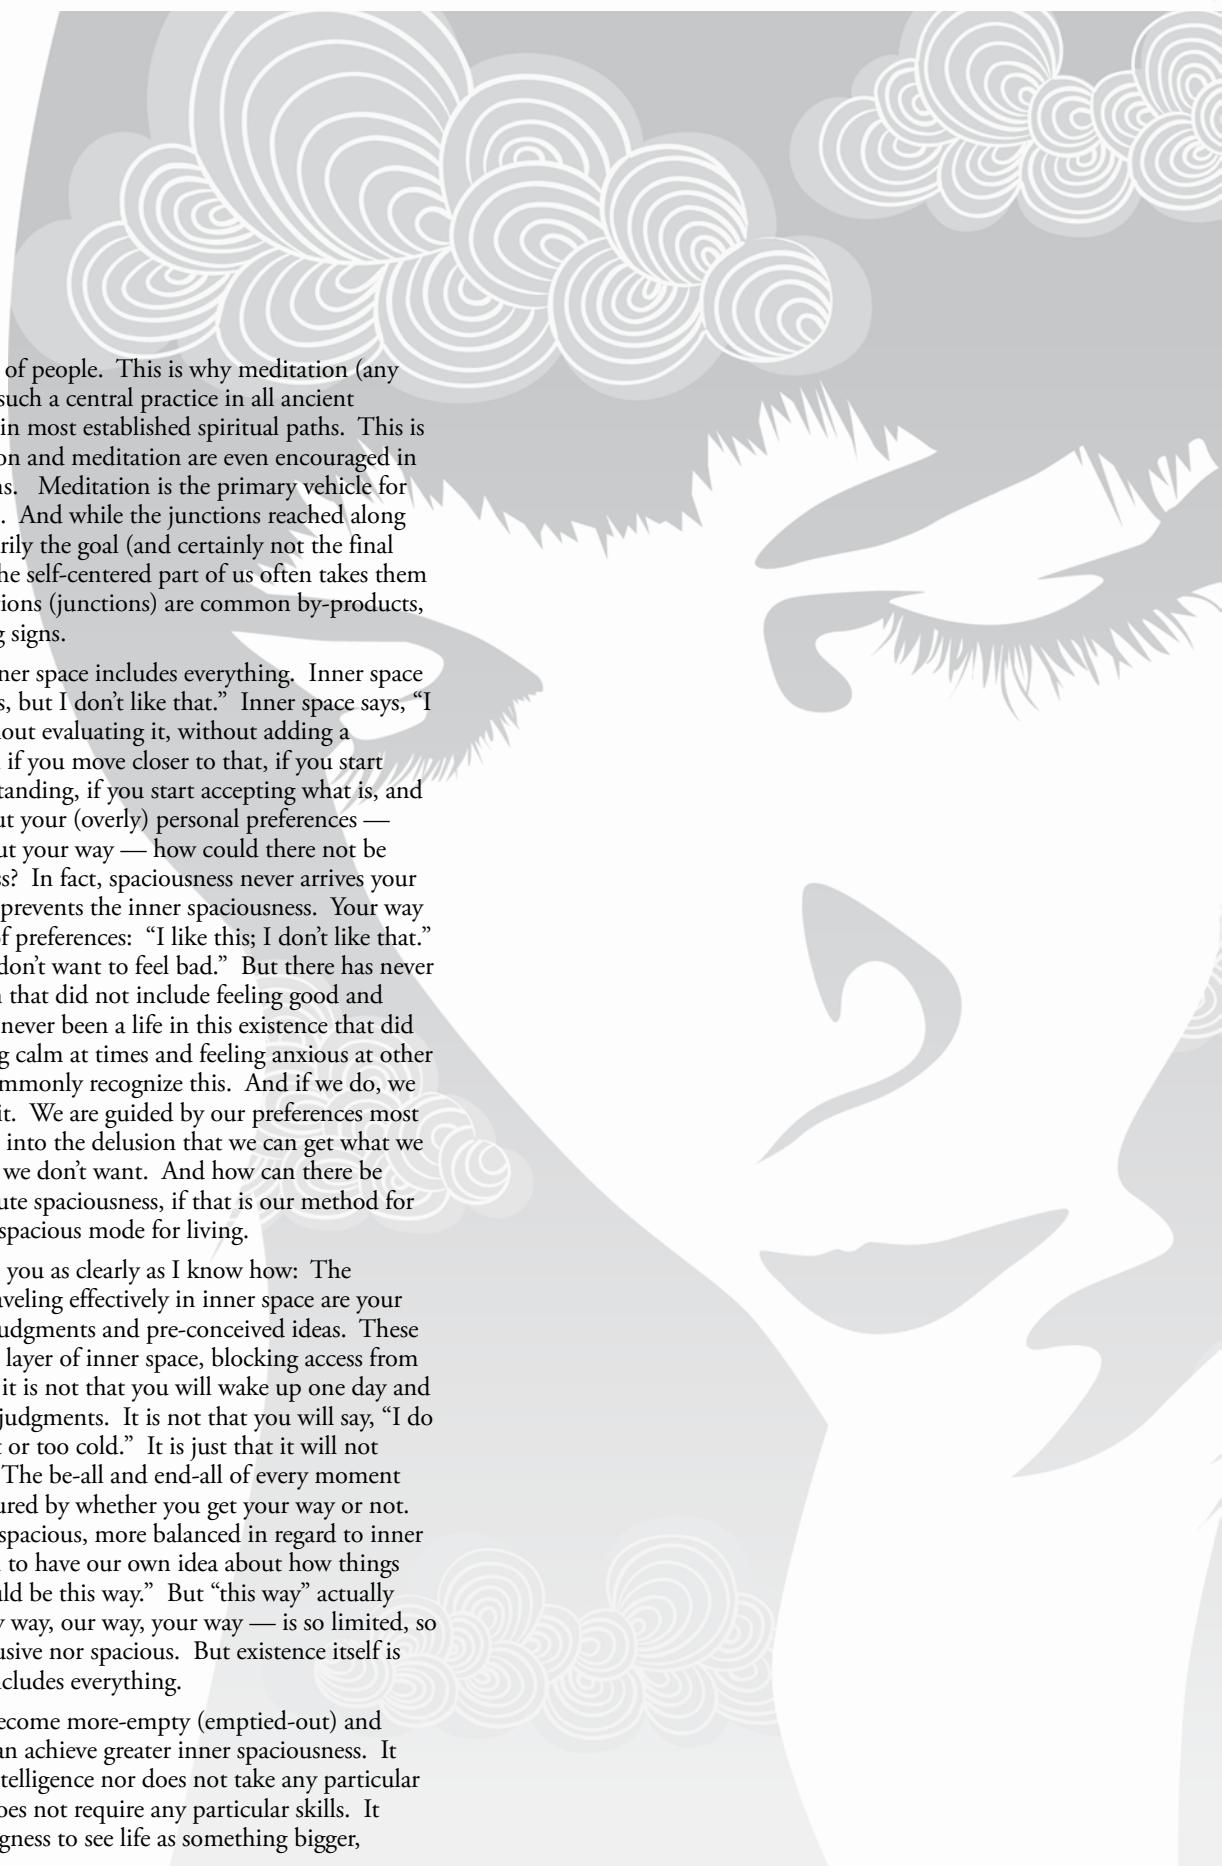 of people.  This is why meditation (any
such a central practice in all ancient
in most established spiritual paths.  This is
on and meditation are even encouraged in
ns.   Meditation is the primary vehicle for
.  And while the junctions reached along
rily the goal (and certainly not the final
he self-centered part of us often takes them
ions (junctions) are common by-products,
g signs.
ner space includes everything.  Inner space
s, but I don’t like that.”  Inner space says, “I
out evaluating it, without adding a
if you move closer to that, if you start
tanding, if you start accepting what is, and
ut your (overly) personal preferences —
ut your way — how could there not be
ss?  In fact, spaciousness never arrives your
prevents the inner spaciousness.  Your way
of preferences:  “I like this; I don’t like that.”
don’t want to feel bad.”  But there has never
n that did not include feeling good and
never been a life in this existence that did
g calm at times and feeling anxious at other
mmonly recognize this.  And if we do, we
it.  We are guided by our preferences most
into the delusion that we can get what we
we don’t want.  And how can there be
ute spaciousness, if that is our method for
spacious mode for living.
you as clearly as I know how:  The
aveling effectively in inner space are your
udgments and pre-conceived ideas.  These
layer of inner space, blocking access from
it is not that you will wake up one day and
judgments.  It is not that you will say, “I do
t or too cold.”  It is just that it will not
The be-all and end-all of every moment
ured by whether you get your way or not.
spacious, more balanced in regard to inner
to have our own idea about how things
ld be this way.”  But “this way” actually
y way, our way, your way — is so limited, so
usive nor spacious.  But existence itself is
cludes everything.
ecome more-empty (emptied-out) and
an achieve greater inner spaciousness.  It
telligence nor does not take any particular
oes not require any particular skills.  It
gness to see life as something bigger,